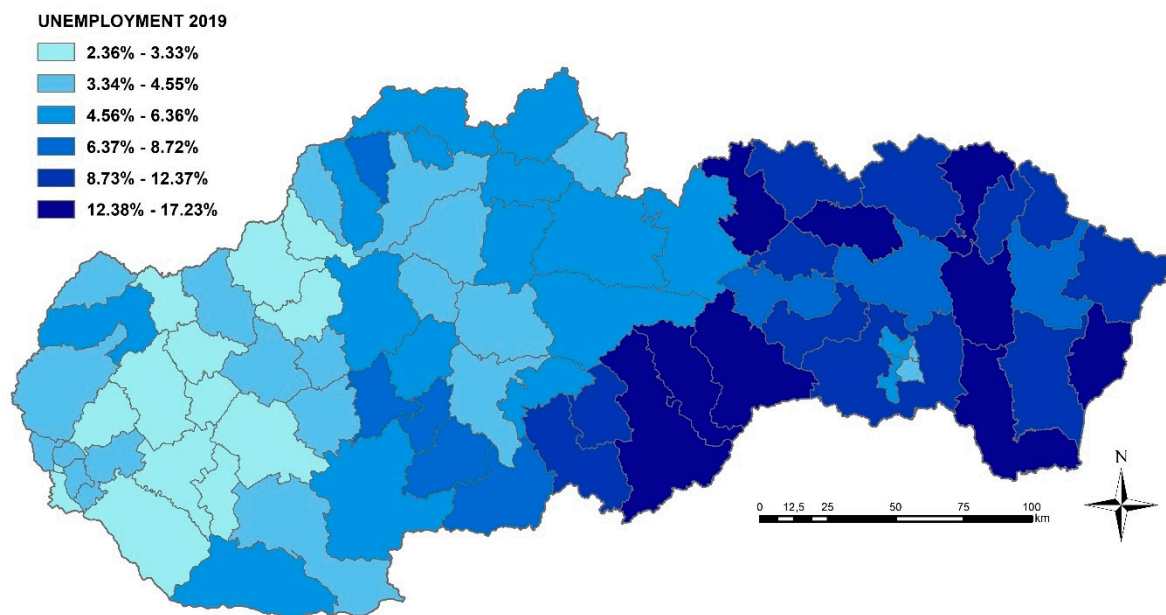 UNEMPLOYMENT 2019
2.36% - 3.33%
3.34% - 4.55%
4.56% - 6.36%
6.37% - 8.72%
8.73% - 12.37%
12.38% - 17.23%
N
0 12,5 25 50 75 100
km